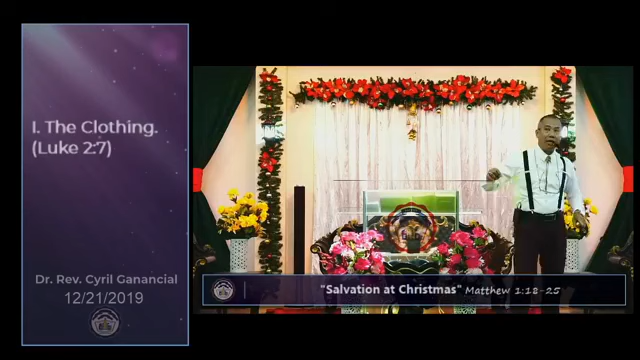 I. The Clothing.
(Luke 2:7)
Dr. Rev. Cyril Ganancial
12/21/2019
"Salvation at Christmas" Matthew 1:18-25